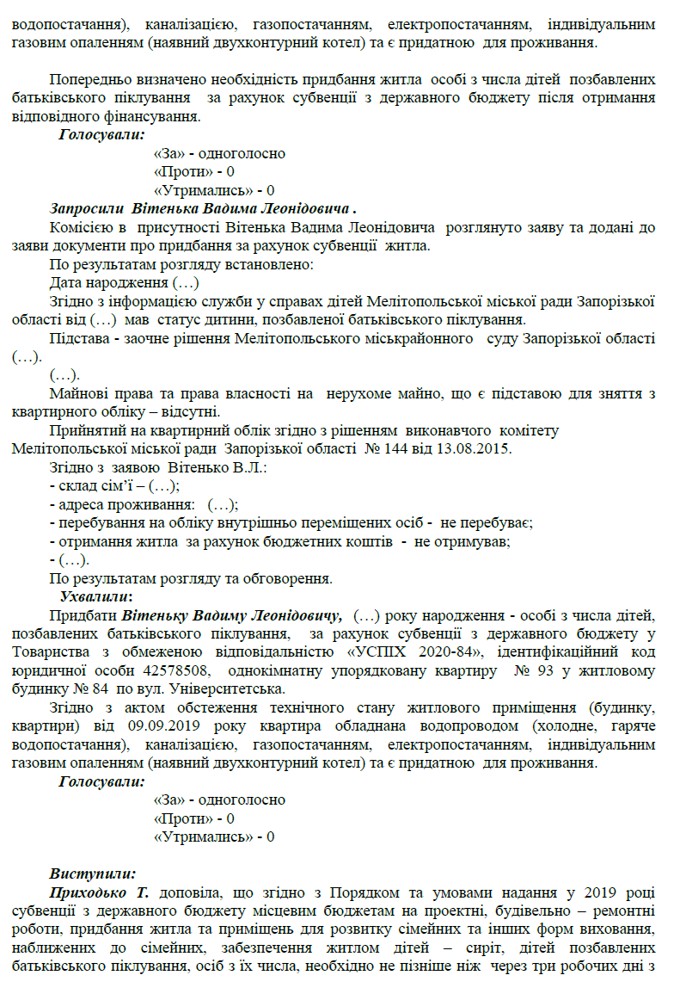 водопостачання), каналізацією, газопостачанням, електропостачанням, індивідуальним
газовим опаленням (наявний двухконтурний котел) та є придатною для проживання.
Попередньо визначено необхідність придбання житла особі з числа дітей позбавлених
батьківського піклування за рахунок субвенції з державного бюджету після отримання
відповідного фінансування.
Голосували:
«За» - одноголосно
«Проти» - 0
«Утримались» - 0
Запросили Вітенька Вадима Леонідовича .
Комісією в присутності Вітенька Вадима Леонідовича розглянуто заяву та додані до
заяви документи про придбання за рахунок субвенції житла.
По результатам розгляду встановлено:
Дата народження (…)
Згідно з інформацією служби у справах дітей Мелітопольської міської ради Запорізької
області від (…) мав статус дитини, позбавленої батьківського піклування.
Підстава - заочне рішення Мелітопольського міськрайонного суду Запорізької області
(…).
(…).
Майнові права та права власності на нерухоме майно, що є підставою для зняття з
квартирного обліку – відсутні.
Прийнятий на квартирний облік згідно з рішенням виконавчого комітету
Мелітопольської міської ради Запорізької області № 144 від 13.08.2015.
Згідно з заявою Вітенько В.Л.:
- склад сім’ї – (…);
- адреса проживання: (…);
- перебування на обліку внутрішньо переміщених осіб - не перебуває;
- отримання житла за рахунок бюджетних коштів - не отримував;
- (…).
По результатам розгляду та обговорення.
Ухвалили:
Придбати Вітеньку Вадиму Леонідовичу, (…) року народження - особі з числа дітей,
позбавлених батьківського піклування, за рахунок субвенції з державного бюджету у
Товариства з обмеженою відповідальністю «УСПІХ 2020-84», ідентифікаційний код
юридичної особи 42578508, однокімнатну упорядковану квартиру № 93 у житловому
будинку № 84 по вул. Університетська.
Згідно з актом обстеження технічного стану житлового приміщення (будинку,
квартири) від 09.09.2019 року квартира обладнана водопроводом (холодне, гаряче
водопостачання), каналізацією, газопостачанням, електропостачанням, індивідуальним
газовим опаленням (наявний двухконтурний котел) та є придатною для проживання.
Голосували:
«За» - одноголосно
«Проти» - 0
«Утримались» - 0
Виступили:
Приходько Т. доповіла, що згідно з Порядком та умовами надання у 2019 році
субвенції з державного бюджету місцевим бюджетам на проектні, будівельно – ремонтні
роботи, придбання житла та приміщень для розвитку сімейних та інших форм виховання,
наближених до сімейних, забезпечення житлом дітей – сиріт, дітей позбавлених
батьківського піклування, осіб з їх числа, необхідно не пізніше ніж через три робочих дні з